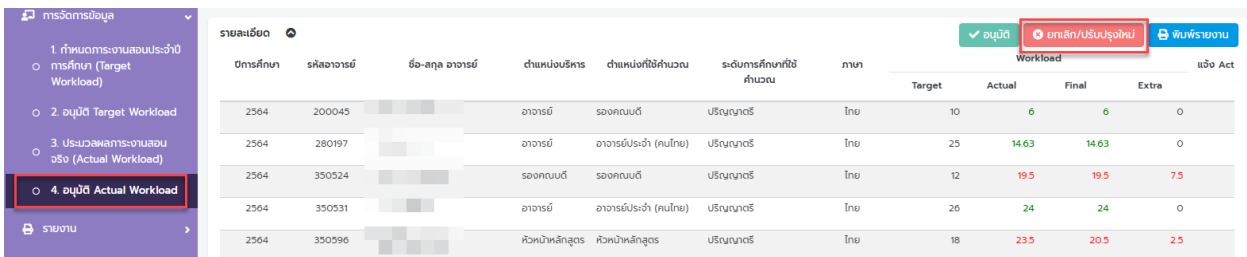 การจัดการข้อมูล
1. กำหนดภาระงานสอนประจำปี
การศึกษา (Target
Workload)
2. อนุมัติ Target Workload
3. ประมวลผลภาระงานสอน
จริง (Actual Workload)
4. อนุมัติ Actual Workload
รายงาน
รายละเอียด
อนุมัติ ยกเลิก/ปรับปรุงใหม่ พิมพ์รายงาน
ปีการศึกษา รหัสอาจารย์ ชื่อ-สกุล อาจารย์ ตำแหน่งบริหาร ตำแหน่งที่ใช้คำนวณ ระดับการศึกษาที่ใช้
คำนวณ ภาษา Workload แจ้ง Act
Target Actual Final Extra
2564 200045 อาจารย์ รองคณบดี ปริญญาตรี ไทย 10 6 6 0
2564 280197 อาจารย์ อาจารย์ประจำ (คนไทย) ปริญญาตรี ไทย 25 14.63 14.63 0
2564 350524 รองคณบดี รองคณบดี ปริญญาตรี ไทย 12 19.5 19.5 7.5
2564 350531 อาจารย์ อาจารย์ประจำ (คนไทย) ปริญญาตรี ไทย 26 24 24 0
2564 350596 หัวหน้าหลักสูตร หัวหน้าหลักสูตร ปริญญาตรี ไทย 18 23.5 20.5 2.5